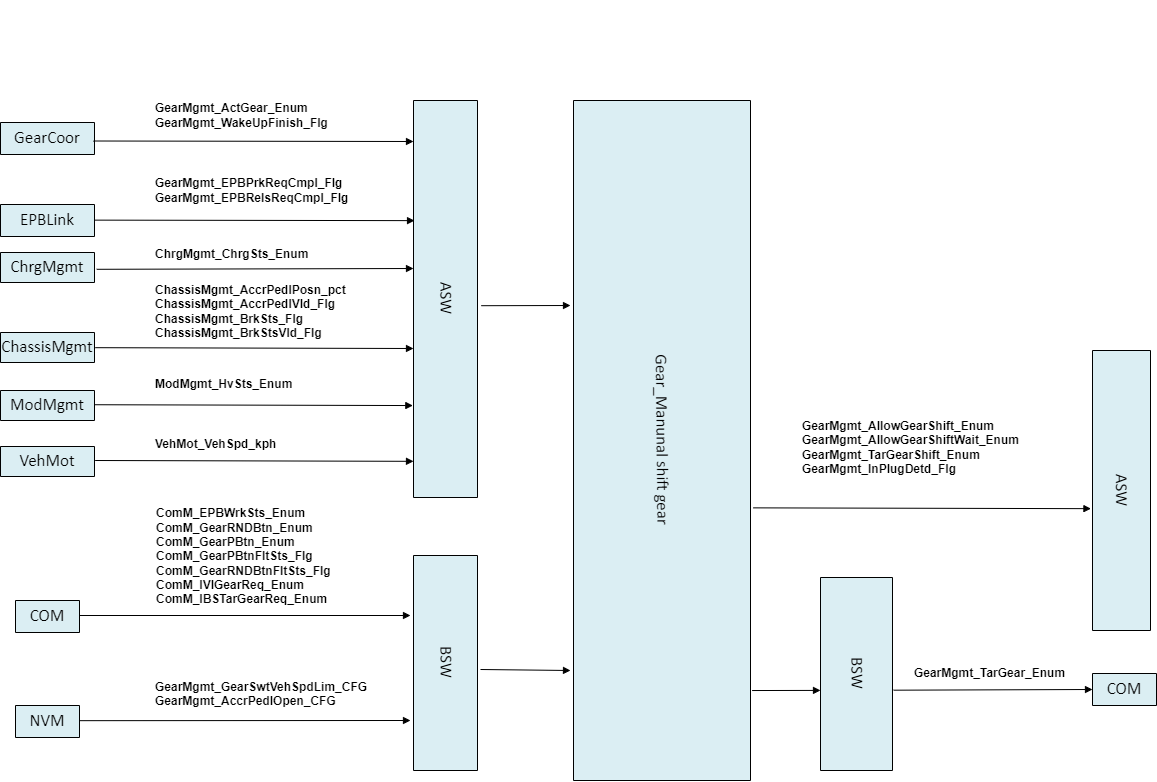 GearMgmt_ActGear_Enum
GearMgmt_WakeUpFinish_Flg
GearCoor
GearMgmt_EPBPrkReqCmpl_Flg
GearMgmt_EPBRelsReqCmpl_Flg
EPBLink
ChrgMgmt_ChrgSts_Enum
ChrgMgmt
ChassisMgmt_AccrPedlPosn_pct
ChassisMgmt_AccrPedlVld_Flg
ChassisMgmt_BrkSts_Flg
ChassisMgmt_BrkStsVld_Flg
ChassisMgmt
ModMgmt_HvSts_Enum
ModMgmt
VehMot_VehSpd_kph
VehMot
ASW
ComM_EPBWrkSts_Enum
ComM_GearRNDBtn_Enum
ComM_GearPBtn_Enum
ComM_GearPBtnFltSts_Flg
ComM_GearRNDBtnFltSts_Flg
ComM_IVIGearReq_Enum
ComM_IBSTarGearReq_Enum
COM
GearMgmt_GearSwtVehSpdLim_CFG
GearMgmt_AccrPedlOpen_CFG
NVM
BSW
Gear_Manunal shift gear
GearMgmt_AllowGearShift_Enum
GearMgmt_AllowGearShiftWait_Enum
GearMgmt_TarGearShift_Enum
GearMgmt_InPlugDetd_Flg
ASW
BSW
GearMgmt_TarGear_Enum
COM